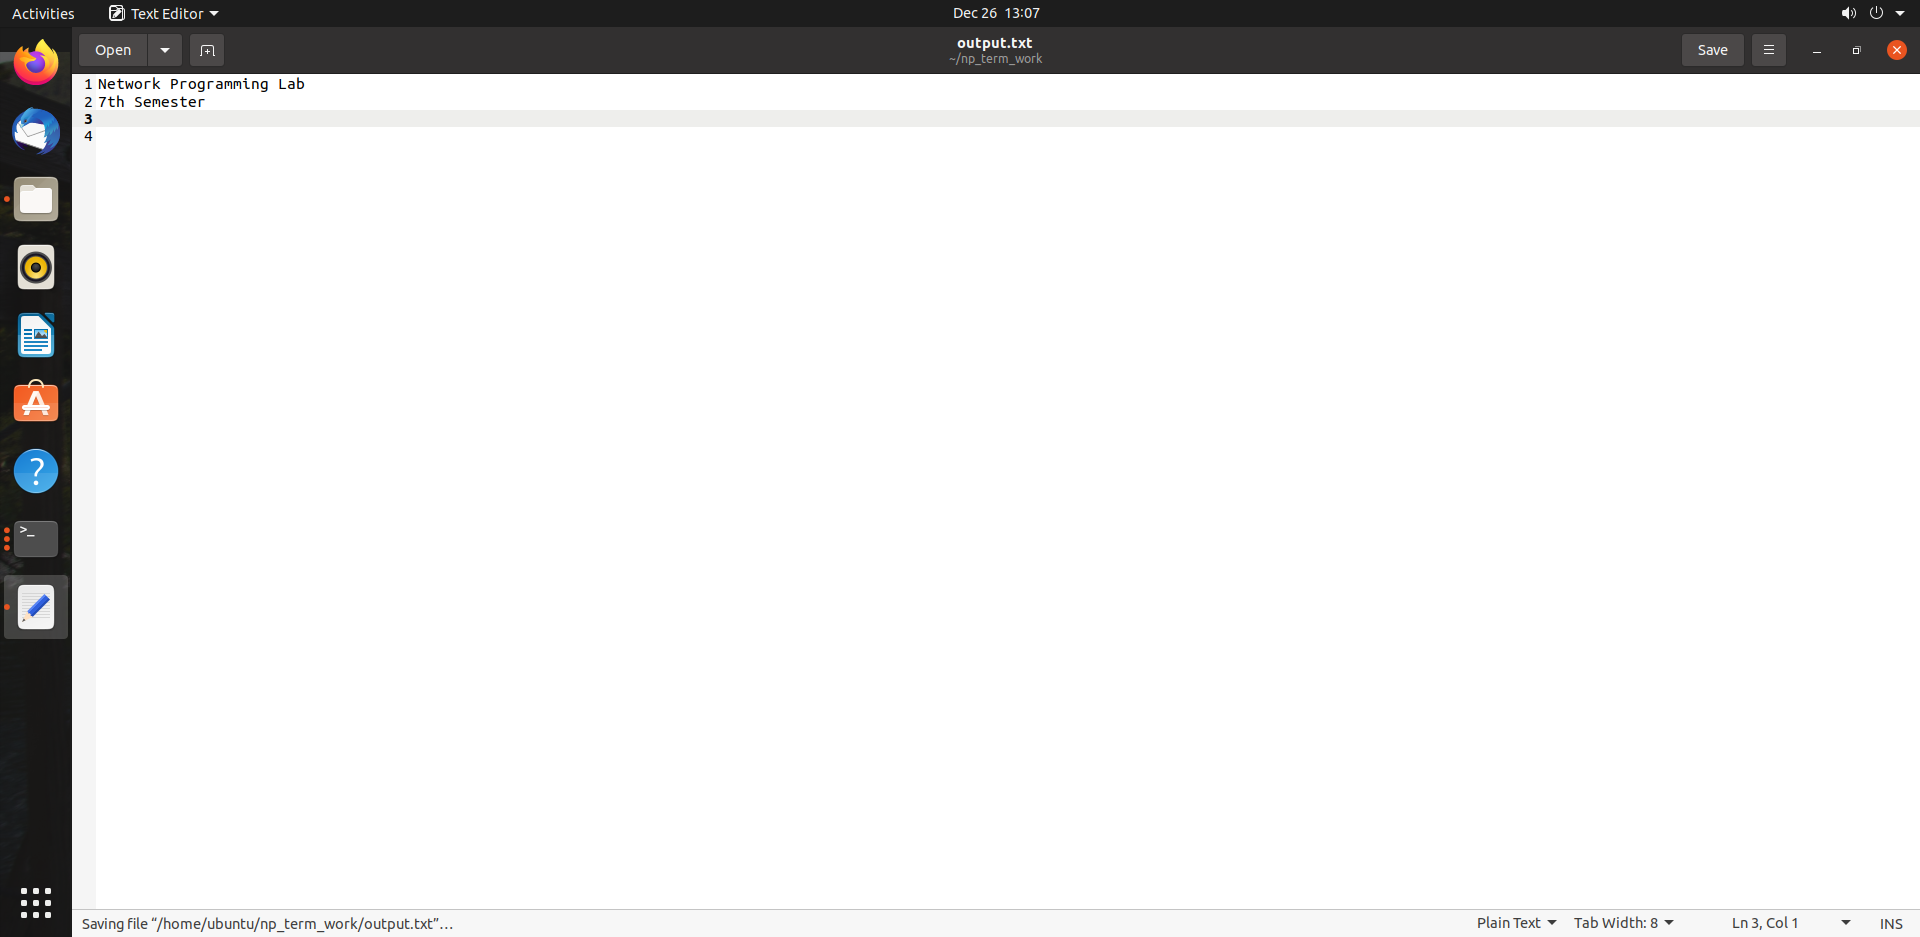 Activities
Text Editor
Dec 26 13:07
Open
output.txt
~/np_term_work
Save
1 Network Programming Lab
2 7th Semester
3
4
?
>_
Saving file “/home/ubuntu/np_term_work/output.txt”…
Plain Text
Tab Width: 8
Ln 3, Col 1
INS